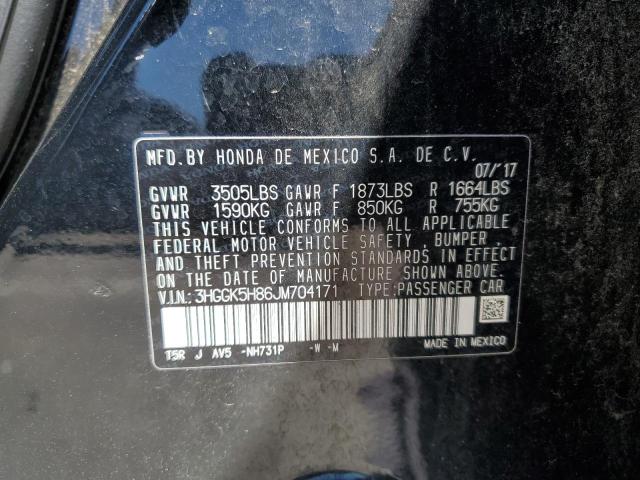 MFD. BY HONDA DE MEXICO S.A. DE C.V.
07/'17
GVWR 3505LBS GAWR F 1873LBS R 1664LBS
GVWR 1590KG GAWR F 850KG R 755KG
THIS VEHICLE CONFORMS TO ALL APPLICABLE
FEDERAL MOTOR VEHICLE SAFETY , BUMPER ,
AND THEFT PREVENTION STANDARDS IN EFFECT
ON THE DATE OF MANUFACTURE SHOWN ABOVE.
V.I.N.: 3HGGK5H86JM704171 TYPE:PASSENGER CAR
T5R J AV5 -NH731P -W -M MADE IN MEXICO